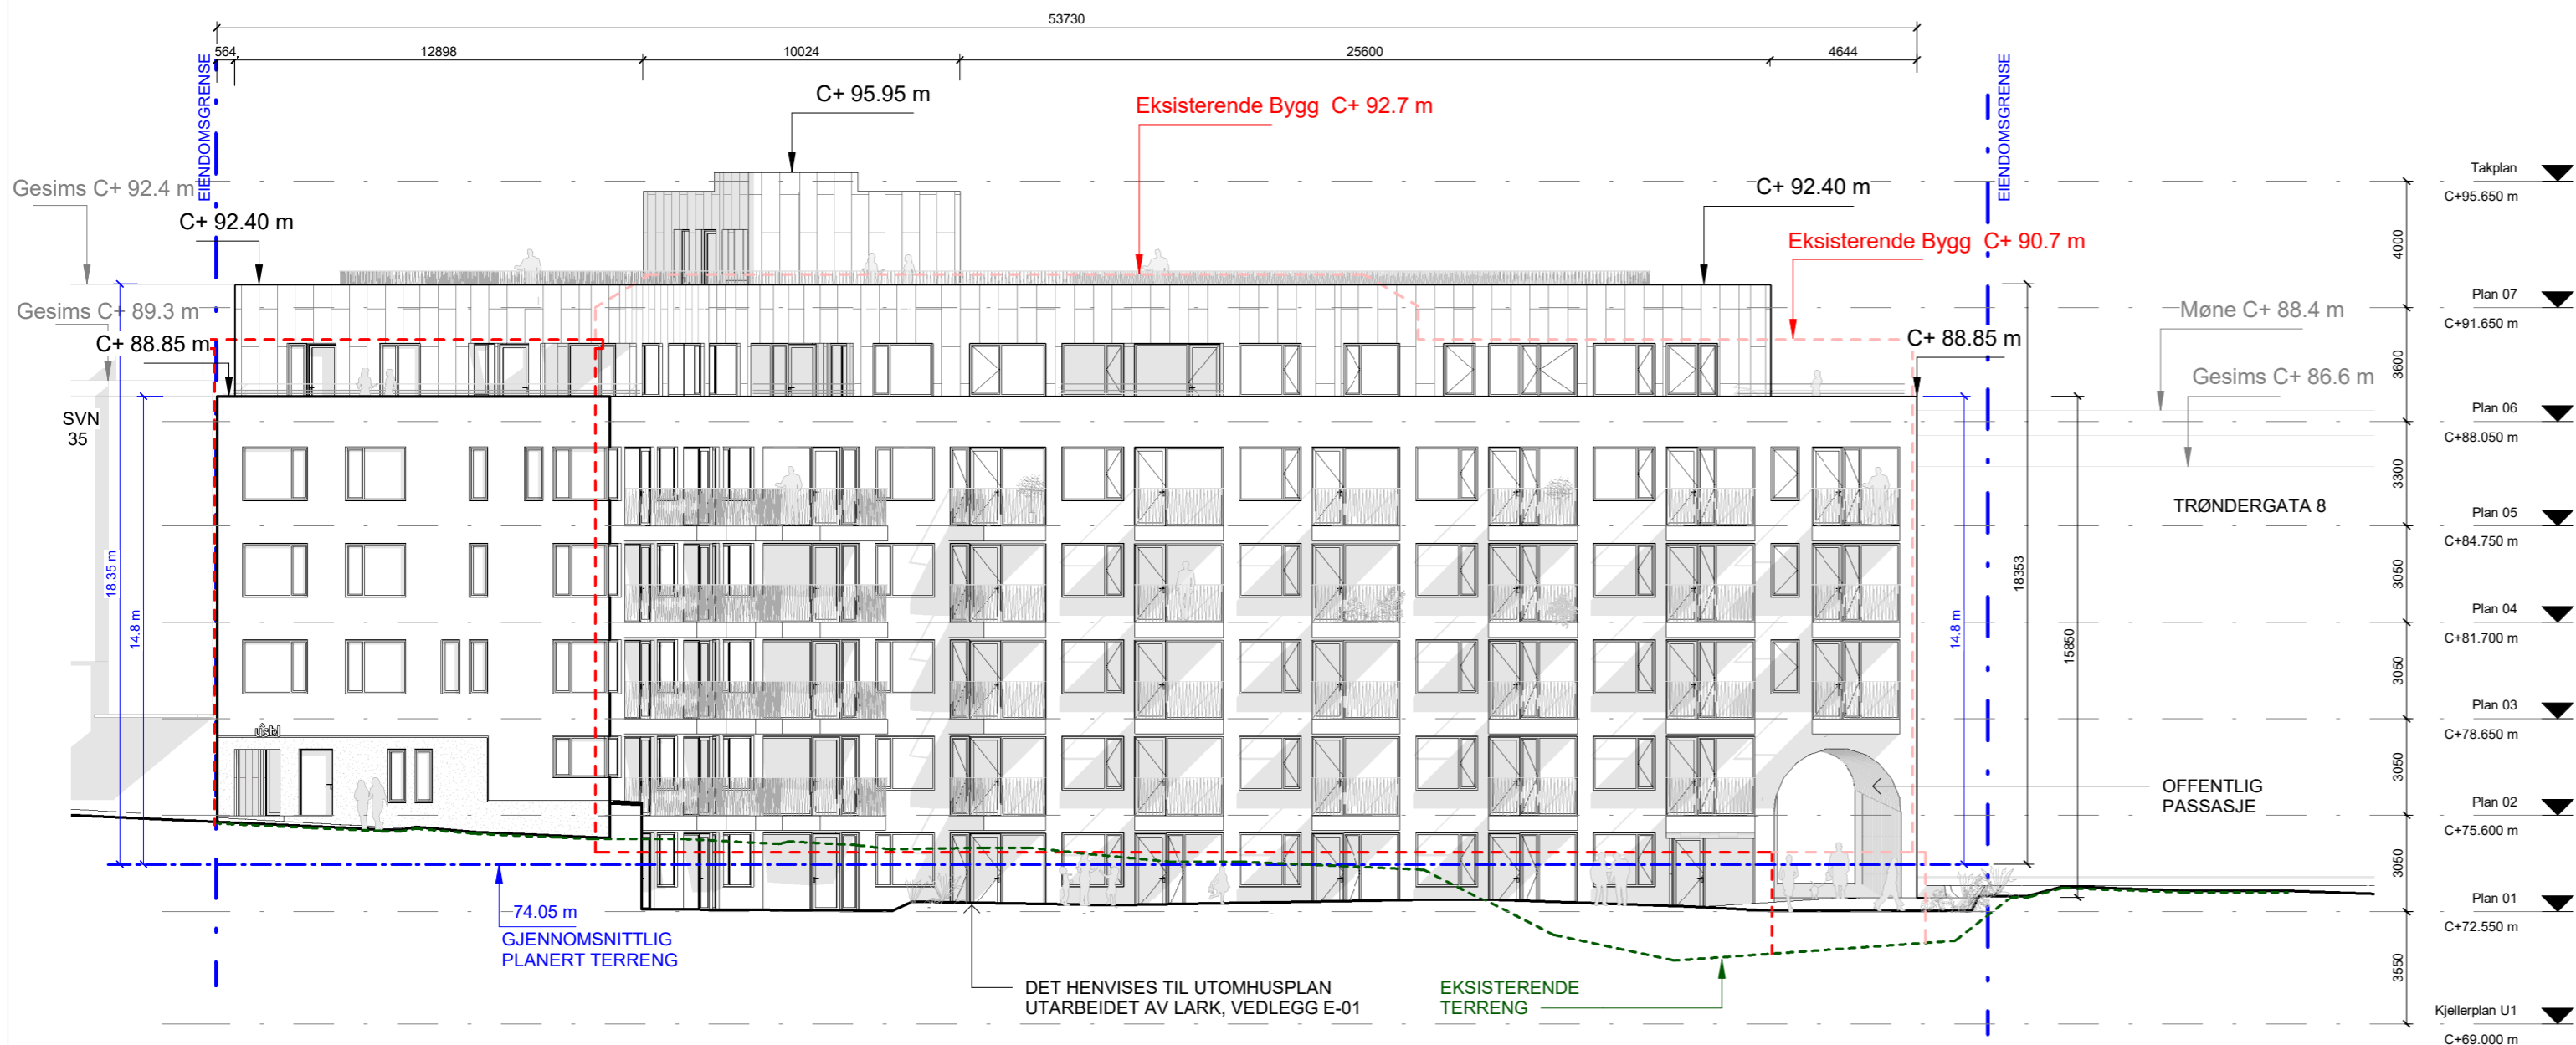 53730
564
12898
10024
25600
4644
EIENDOMSGRENSE
EIENDOMSGRENSE
C+ 95.95 m
Eksisterende Bygg C+ 92.7 m
Gesims C+ 92.4 m
C+ 92.40 m
C+ 92.40 m
Eksisterende Bygg C+ 90.7 m
Gesims C+ 89.3 m
C+ 88.85 m
C+ 88.85 m
Møne C+ 88.4 m
Gesims C+ 86.6 m
SVN
35
TRØNDERGATA 8
18.35 m
14.8 m
14.8 m
18353
15850
usbl
OFFENTLIG
PASSASJE
74.05 m
GJENNOMSNITTLIG
PLANERT TERRENG
DET HENVISES TIL UTOMHUSPLAN
UTARBEIDET AV LARK, VEDLEGG E-01
EKSISTERENDE
TERRENG
Takplan
C+95.650 m
4000
Plan 07
C+91.650 m
3600
Plan 06
C+88.050 m
3300
Plan 05
C+84.750 m
3050
Plan 04
C+81.700 m
3050
Plan 03
C+78.650 m
3050
Plan 02
C+75.600 m
3050
Plan 01
C+72.550 m
3550
Kjellerplan U1
C+69.000 m